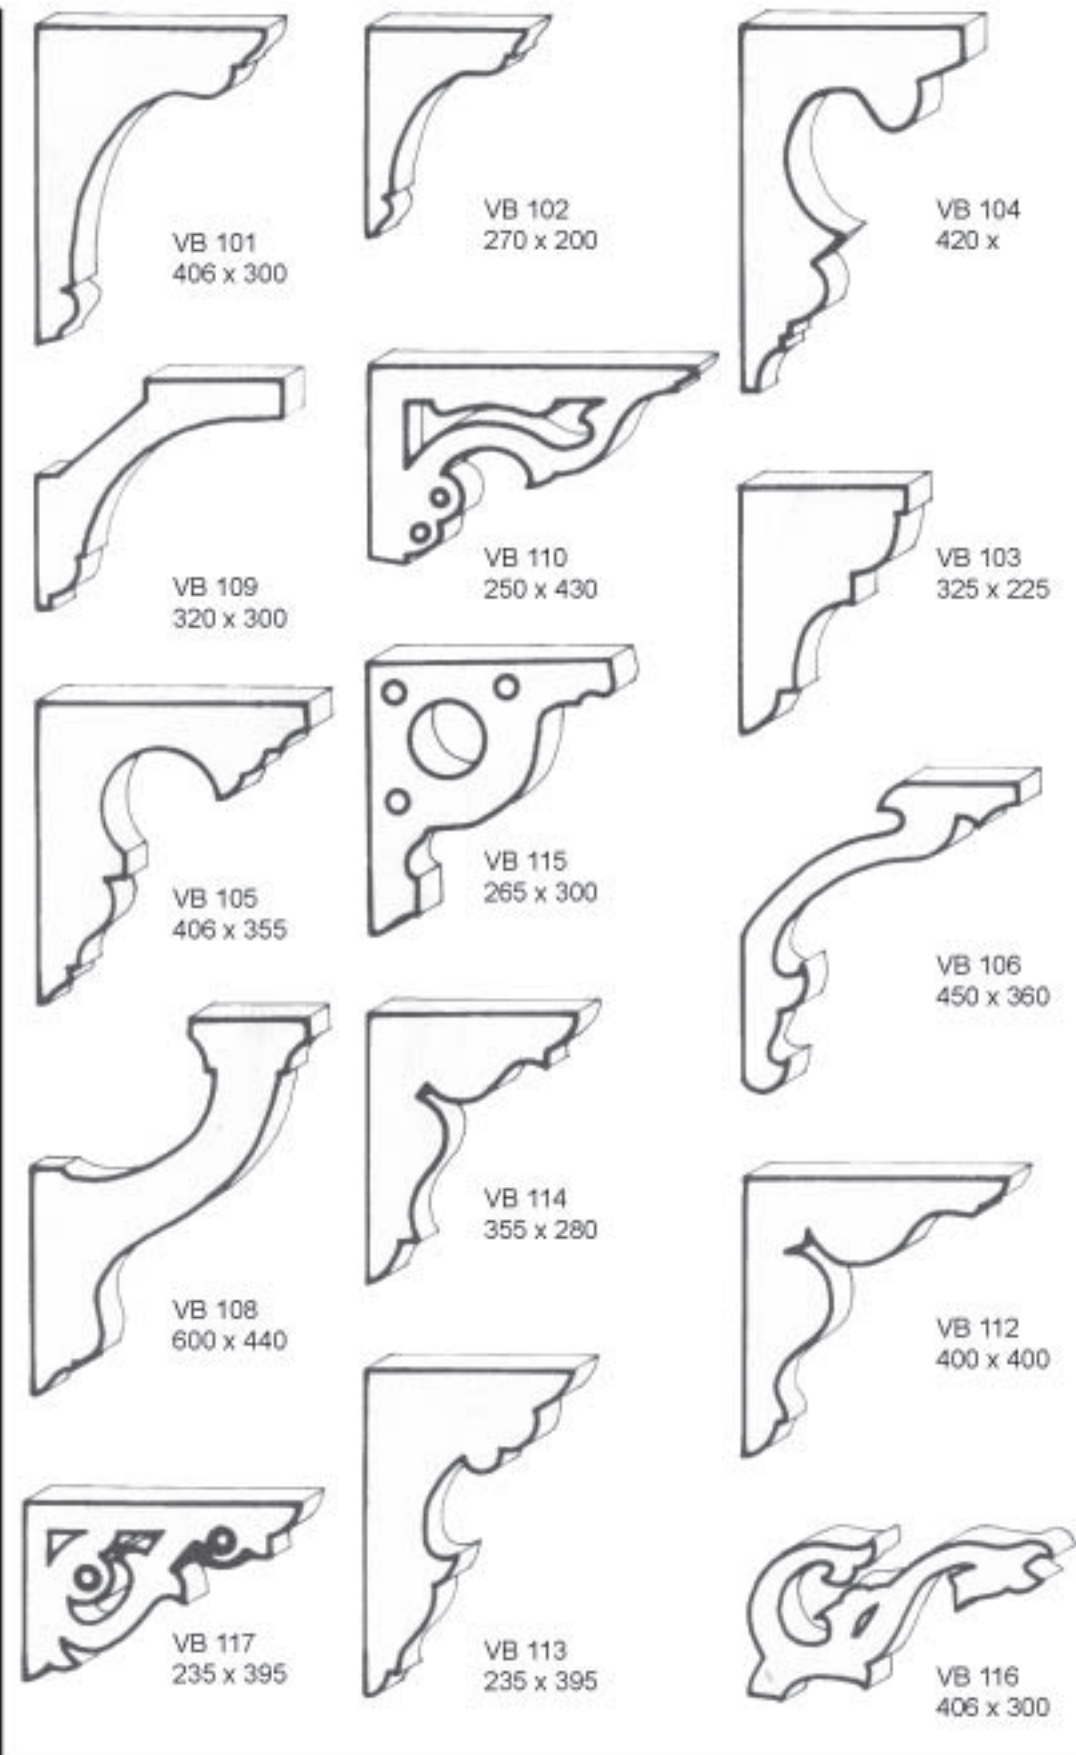 VB 101
406 x 300
VB 102
270 x 200
VB 104
420 x
VB 109
320 x 300
VB 110
250 x 430
VB 103
325 x 225
VB 105
406 x 355
VB 115
265 x 300
VB 106
450 x 360
VB 108
600 x 440
VB 114
355 x 280
VB 112
400 x 400
VB 117
235 x 395
VB 113
235 x 395
VB 116
406 x 300